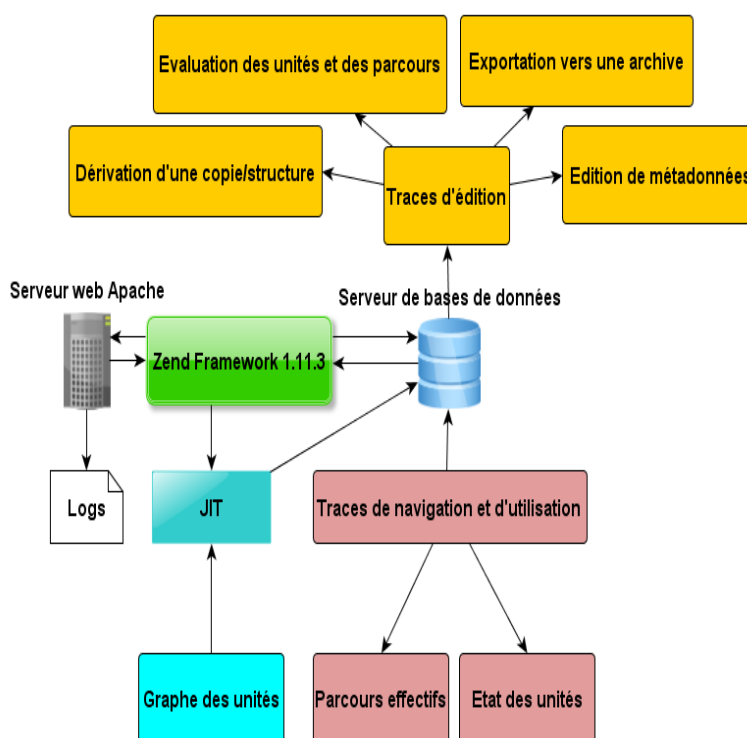 Evaluation des unités et des parcours
Exportation vers une archive
Dérivation d'une copie/structure
Traces d'édition
Edition de métadonnées
Serveur web Apache
Serveur de bases de données
Zend Framework 1.11.3
Logs
JIT
Traces de navigation et d'utilisation
Graphe des unités
Parcours effectifs
Etat des unités